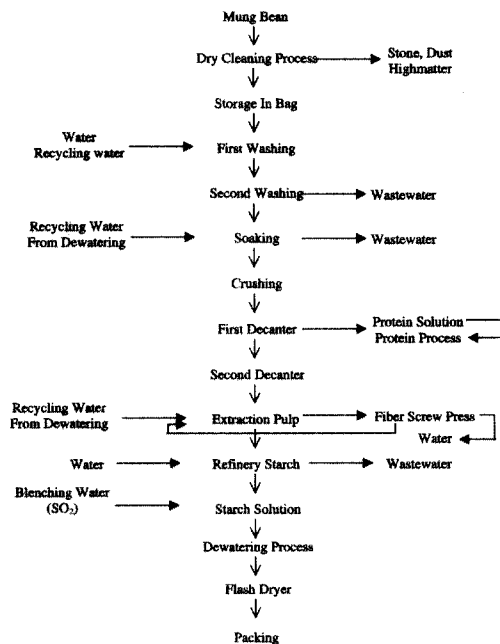 Mung Bean
Dry Cleaning Process
Stone, Dust
Highmatter
Storage In Bag
Water
Recycling water
First Washing
Second Washing
Wastewater
Recycling Water
From Dewatering
Soaking
Wastewater
Crushing
First Decanter
Protein Solution
Protein Process
Second Decanter
Recycling Water
From Dewatering
Extraction Pulp
Fiber Screw Press
Water
Water
Refinery Starch
Wastewater
Blenching Water
(SO₂)
Starch Solution
Dewatering Process
Flash Dryer
Packing